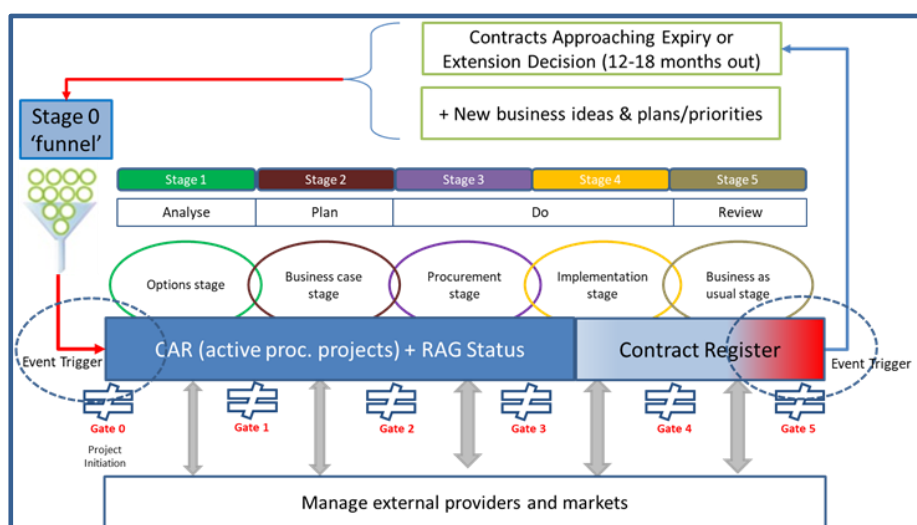 Contracts Approaching Expiry or
Extension Decision (12-18 months out)
+ New business ideas & plans/priorities
Stage 0
‘funnel’
Stage 1
Stage 2
Stage 3
Stage 4
Stage 5
Analyse
Plan
Do
Review
Options stage
Business case
stage
Procurement
stage
Implementation
stage
Business as
usual stage
Event Trigger
CAR (active proc. projects) + RAG Status
Contract Register
Event Trigger
Gate 0
Gate 1
Gate 2
Gate 3
Gate 4
Gate 5
Project
Initiation
Manage external providers and markets